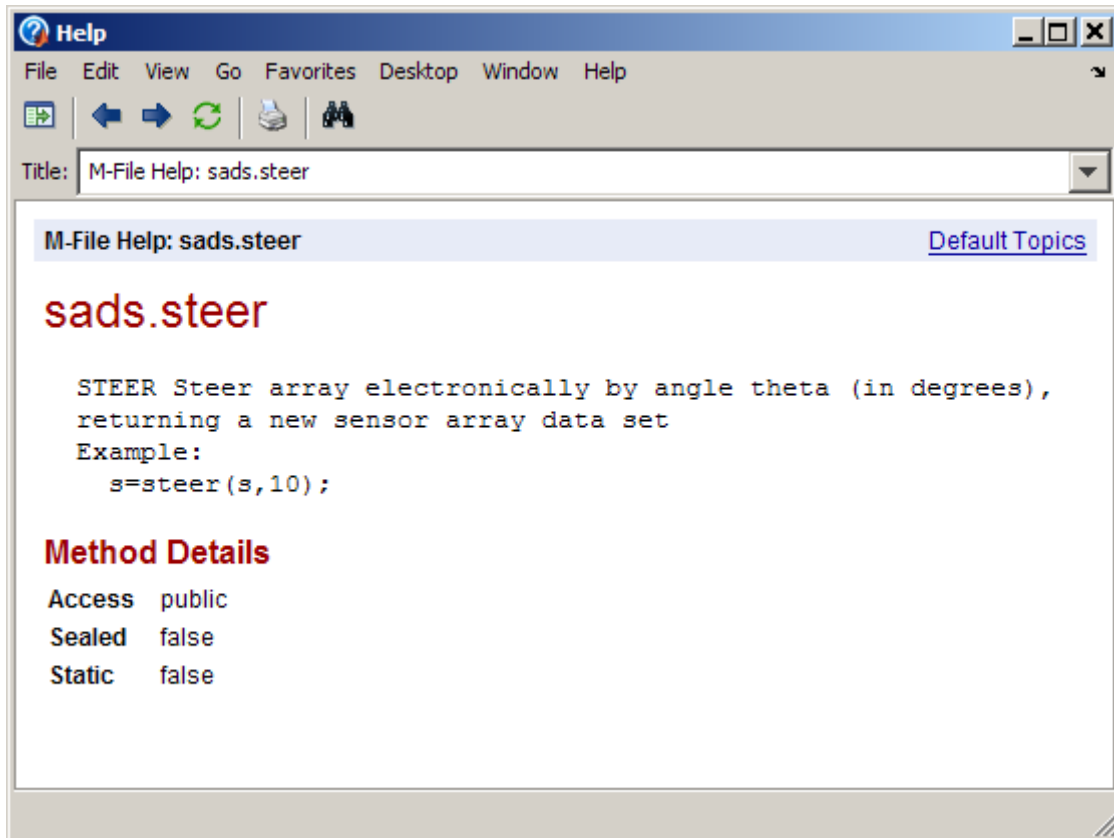 Help
File Edit View Go Favorites Desktop Window Help
Title: M-File Help: sads.steer
M-File Help: sads.steer Default Topics
sads.steer
STEER Steer array electronically by angle theta (in degrees),
returning a new sensor array data set
Example:
s=steer(s,10);
Method Details
Access public
Sealed false
Static false